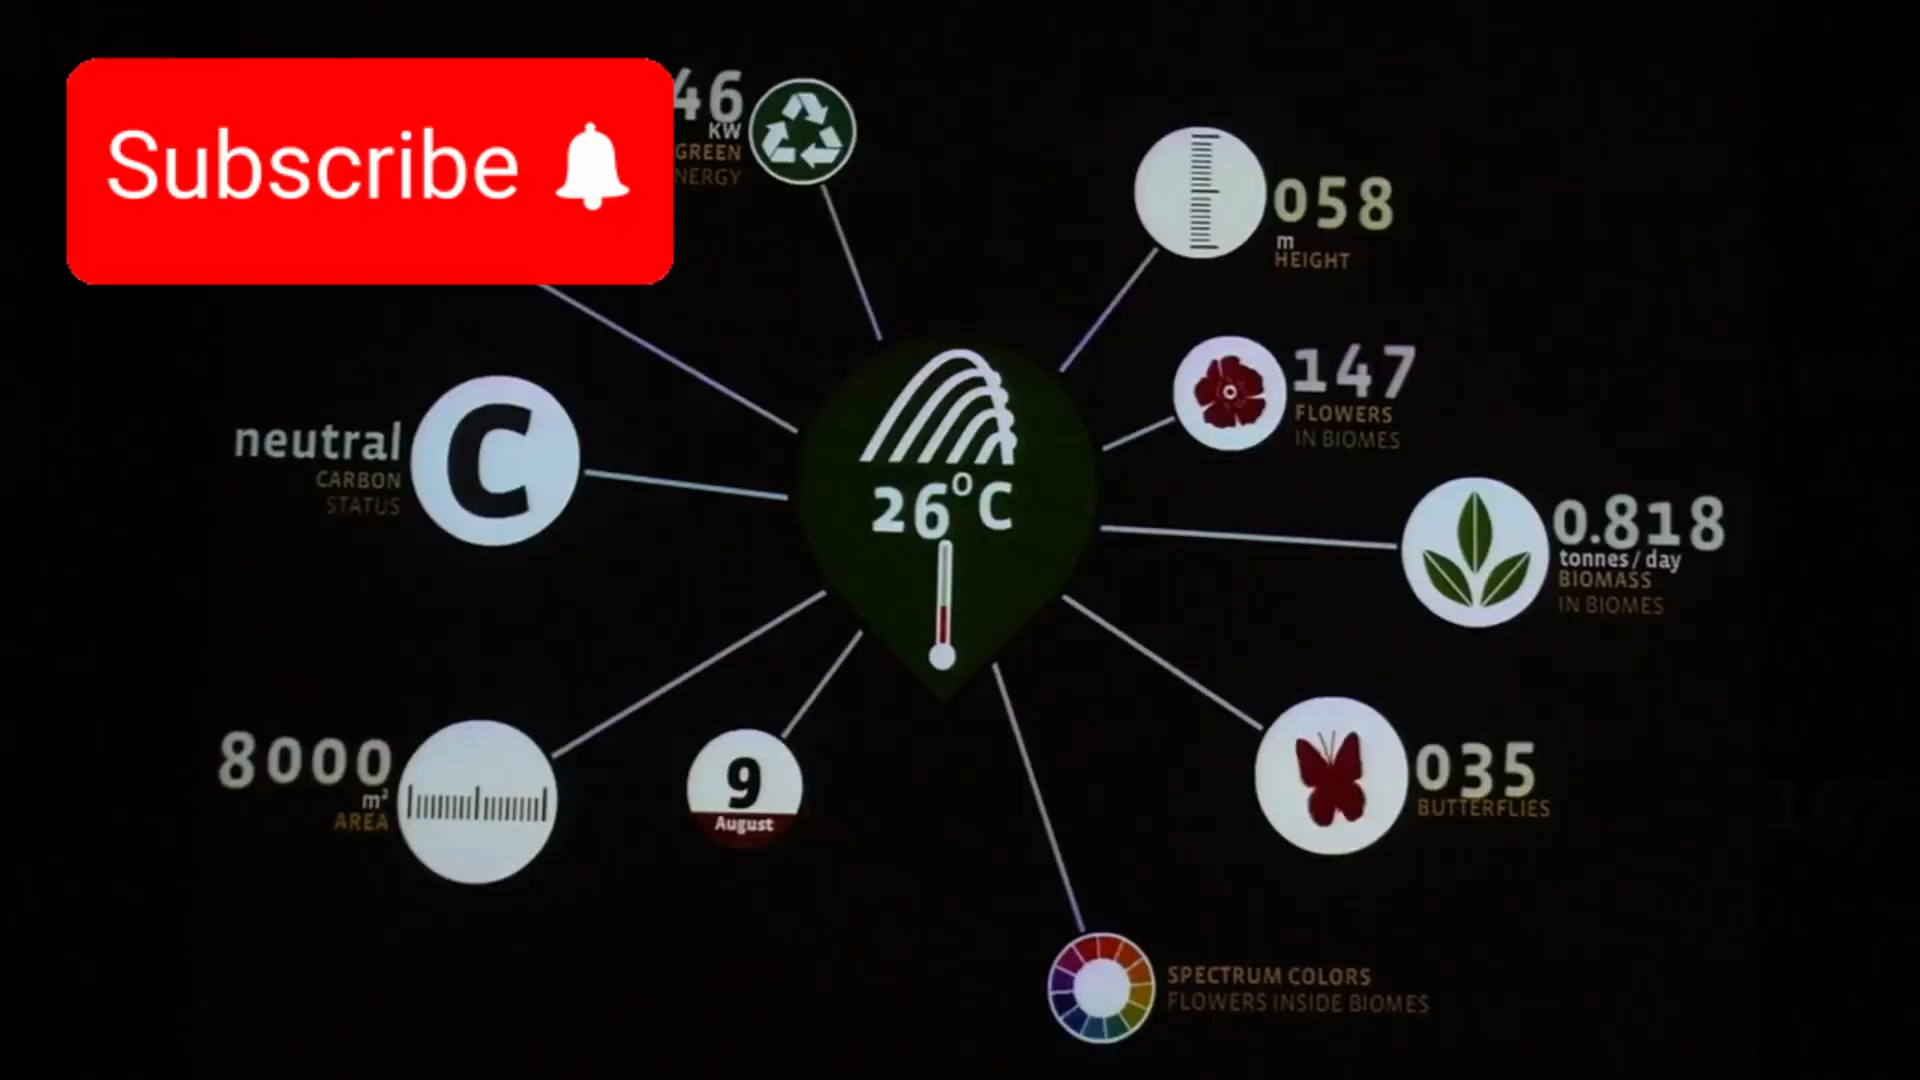 Subscribe
46
KW
GREEN
NERGY
058
m
HEIGHT
147
FLOWERS
IN BIOMES
neutral
CARBON
STATUS
C
26°C
0.818
tonnes / day
BIOMASS
IN BIOMES
8000
m²
AREA
9
August
035
BUTTERFLIES
SPECTRUM COLORS
FLOWERS INSIDE BIOMES
197